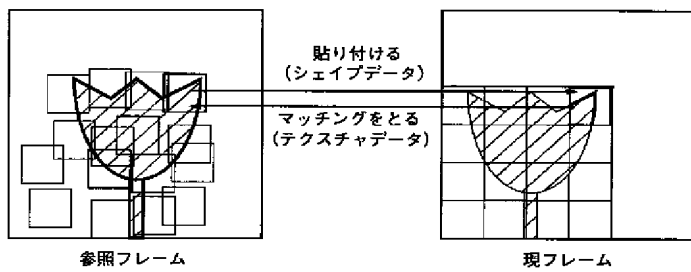 貼り付ける
(シェイプデータ)
マッチングをとる
(テクスチャデータ)
参照フレーム
現フレーム